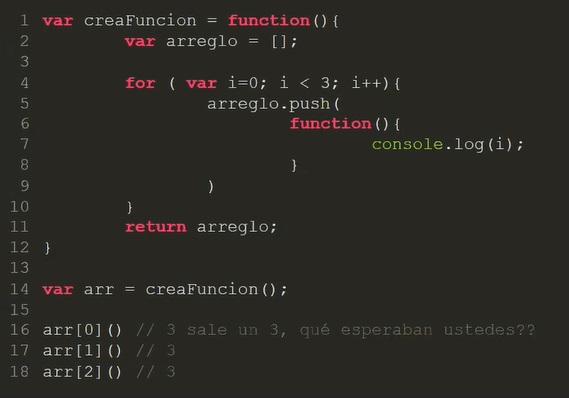 1 var creaFuncion = function(){
2 var arreglo = [];
3
4 for ( var i=0; i < 3; i++){
5 arreglo.push(
6 function(){
7 console.log(i);
8 }
9 )
10 }
11 return arreglo;
12 }
13
14 var arr = creaFuncion();
15
16 arr[0]() // 3 sale un 3, qué esperaban ustedes??
17 arr[1]() // 3
18 arr[2]() // 3